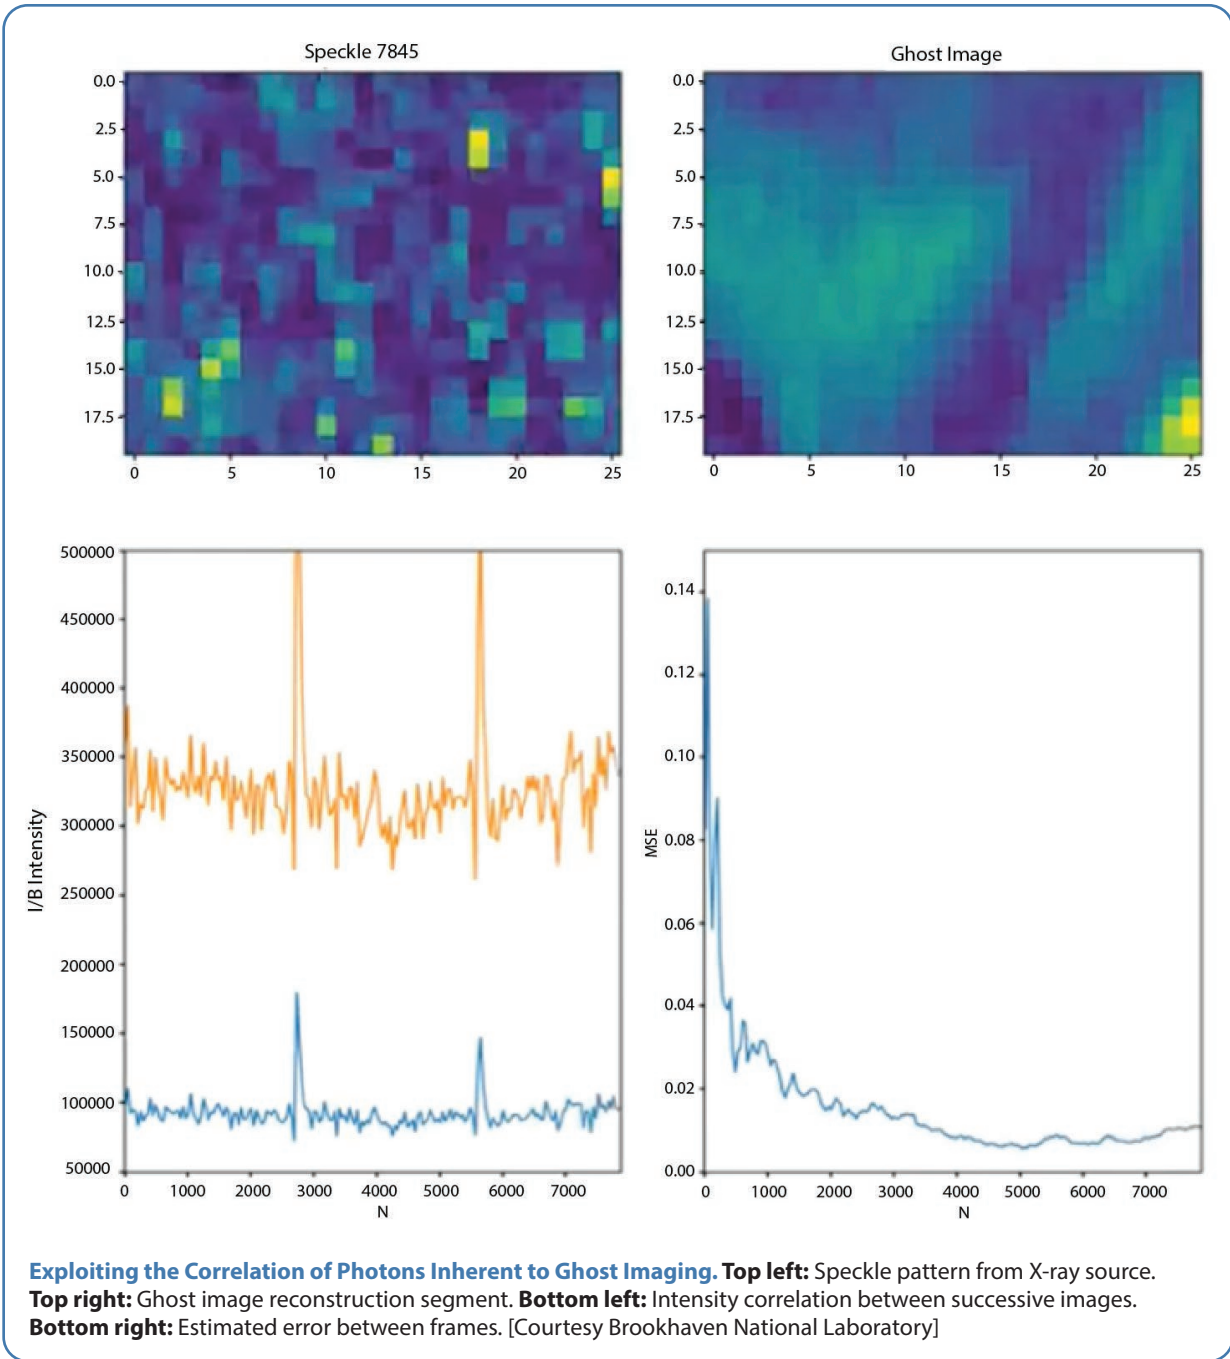 Speckle 7845
0.0
2.5
5.0
7.5
10.0
12.5
15.0
17.5
0 5 10 15 20 25
Ghost Image
0.0
2.5
5.0
7.5
10.0
12.5
15.0
17.5
0 5 10 15 20 25
I/B Intensity
500000
450000
400000
350000
300000
250000
200000
150000
100000
50000
0 1000 2000 3000 4000 5000 6000 7000
N
MSE
0.14
0.12
0.10
0.08
0.06
0.04
0.02
0.00
0 1000 2000 3000 4000 5000 6000 7000
N
Exploiting the Correlation of Photons Inherent to Ghost Imaging. Top left: Speckle pattern from X-ray source.
Top right: Ghost image reconstruction segment. Bottom left: Intensity correlation between successive images.
Bottom right: Estimated error between frames. [Courtesy Brookhaven National Laboratory]